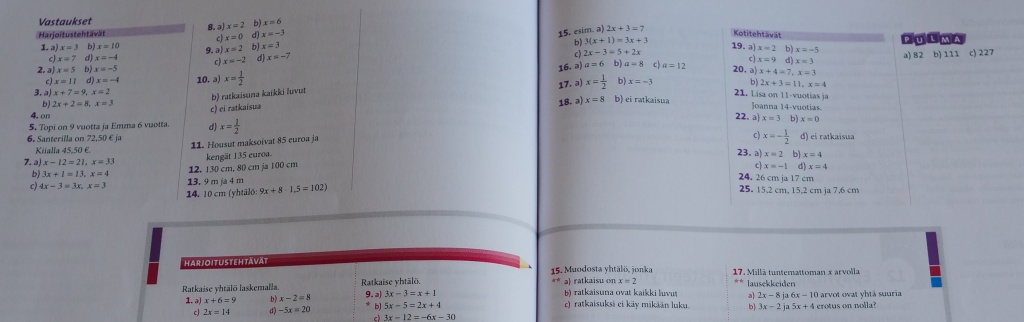 Vastaukset
Harjoitustehtävät
1. a) x = 3 b) x = 10
c) x = 7 d) x = −4
2. a) x = 5 b) x = −5
c) x = 11 d) x = −4
3. a) x + 7 = 9, x = 2
b) 2x + 2 = 8, x = 3
4. on
5. Topi on 9 vuotta ja Emma 6 vuotta.
6. Santerilla on 72,50 € ja
Kiialla 45,50 €.
7. a) x − 12 = 21, x = 33
b) 3x + 1 = 13, x = 4
c) 4x − 3 = 3x, x = 3
8. a) x = 2 b) x = 6
c) x = 0 d) x = −3
9. a) x = 2 b) x = 3
c) x = −2 d) x = −7
10. a) x = 1/2
b) ratkaisuna kaikki luvut
c) ei ratkaisua
d) x = 1/2
11. Housut maksoivat 85 euroa ja
kengät 135 euroa.
12. 130 cm, 80 cm ja 100 cm
13. 9 m ja 4 m
14. 10 cm (yhtälö: 9x + 8 · 1,5 = 102)
15. esim. a) 2x + 3 = 7
b) 3(x + 1) = 3x + 3
c) 2x − 3 = 5 + 2x
16. a) a = 6 b) a = 8 c) a = 12
17. a) x = 1/2 b) x = −3
18. a) x = 8 b) ei ratkaisua
Kotitehtävät
19. a) x = 2 b) x = −5
c) x = 9 d) x = 3
20. a) x + 4 = 7, x = 3
b) 2x + 3 = 11, x = 4
21. Lisa on 11-vuotias ja
Joanna 14-vuotias.
22. a) x = 3 b) x = 0
c) x = −1/2 d) ei ratkaisua
23. a) x = 2 b) x = 4
c) x = −1 d) x = 4
24. 26 cm ja 17 cm
25. 15,2 cm, 15,2 cm ja 7,6 cm
PULMA
a) 82 b) 111 c) 227
HARJOITUSTEHTÄVÄT
Ratkaise yhtälö laskemalla.
1. a) x + 6 = 9 b) x − 2 = 8
c) 2x = 14 d) −5x = 20
Ratkaise yhtälö.
9. a) 3x − 3 = x + 1
* b) 5x − 5 = 2x + 4
c) 3x − 12 = −6x − 30
15. Muodosta yhtälö, jonka
** a) ratkaisu on x = 2
b) ratkaisuna ovat kaikki luvut
c) ratkaisuksi ei käy mikään luku.
17. Millä tuntemattoman x arvolla
** lausekkeiden
a) 2x − 8 ja 6x − 10 arvot ovat yhtä suuria
b) 3x − 2 ja 5x + 4 erotus on nolla?